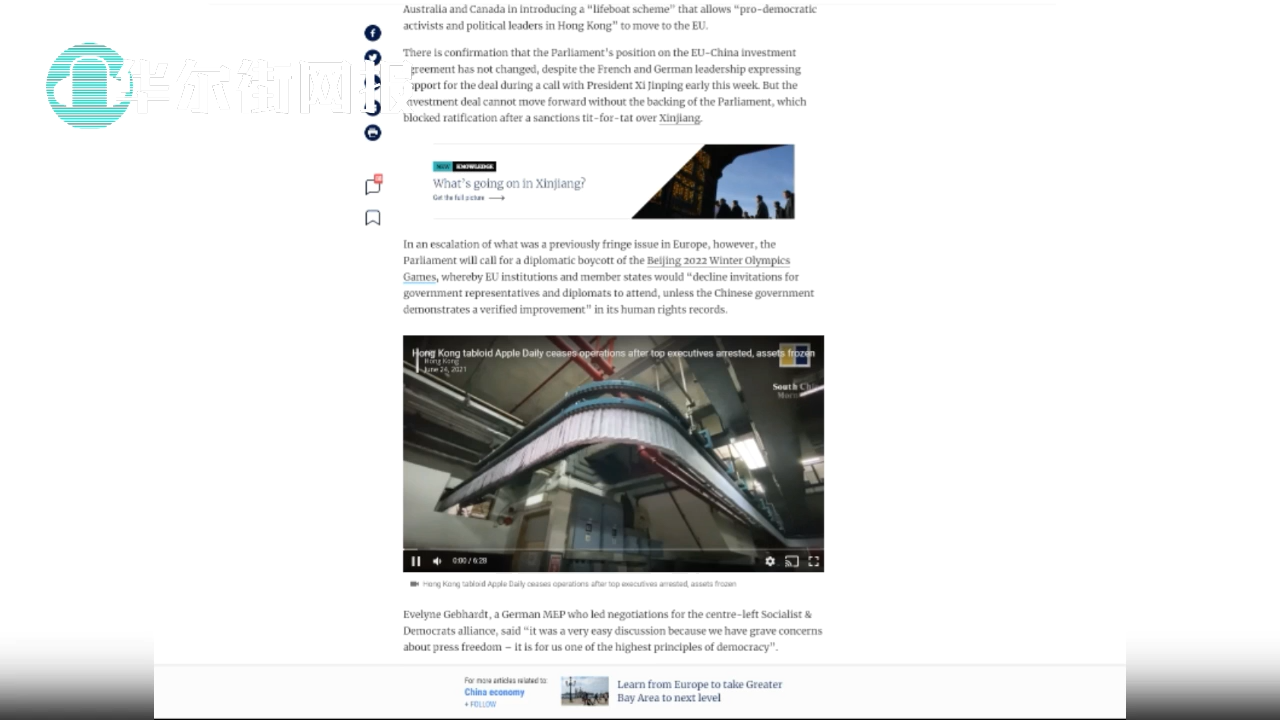 Australia and Canada in introducing a “lifeboat scheme” that allows “pro-democratic
activists and political leaders in Hong Kong” to move to the EU.
There is confirmation that the Parliament’s position on the EU-China investment
greement has not changed, despite the French and German leadership expressing
pport for the deal during a call with President Xi Jinping early this week. But the
vestment deal cannot move forward without the backing of the Parliament, which
blocked ratification after a sanctions tit-for-tat over Xinjiang.
KNOWLEDGE
What’s going on in Xinjiang?
Get the full picture
In an escalation of what was a previously fringe issue in Europe, however, the
Parliament will call for a diplomatic boycott of the Beijing 2022 Winter Olympics
Games, whereby EU institutions and member states would “decline invitations for
government representatives and diplomats to attend, unless the Chinese government
demonstrates a verified improvement” in its human rights records.
Hong Kong tabloid Apple Daily ceases operations after top executives arrested, assets frozen
Hong Kong
June 24, 2021
South Chi
Morn
0:00 / 6:28
Hong Kong tabloid Apple Daily ceases operations after top executives arrested, assets frozen
Evelyne Gebhardt, a German MEP who led negotiations for the centre-left Socialist &
Democrats alliance, said “it was a very easy discussion because we have grave concerns
about press freedom – it is for us one of the highest principles of democracy”.
For more articles related to:
China economy
+ FOLLOW
Learn from Europe to take Greater
Bay Area to next level